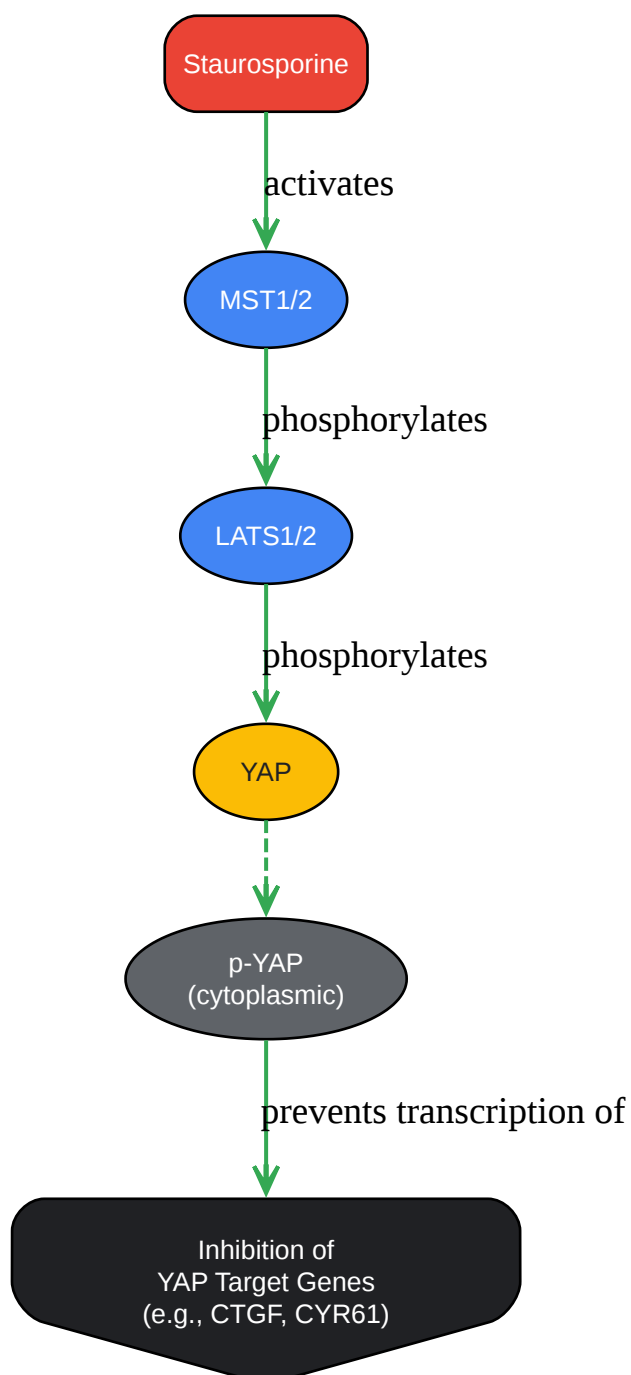 Staurosporine
activates
MST1/2
phosphorylates
LATS1/2
phosphorylates
YAP
p-YAP
(cytoplasmic)
prevents transcription of
Inhibition of
YAP Target Genes
(e.g., CTGF, CYR61)